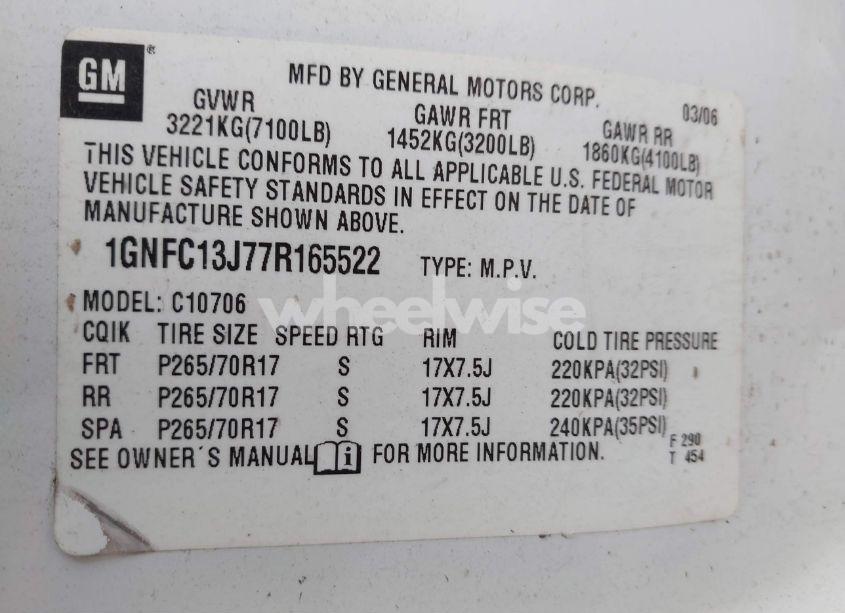 GM
MFD BY GENERAL MOTORS CORP. 03/06
GVWR GAWR FRT GAWR RR
3221KG(7100LB) 1452KG(3200LB) 1860KG(4100LB)
THIS VEHICLE CONFORMS TO ALL APPLICABLE U.S. FEDERAL MOTOR
VEHICLE SAFETY STANDARDS IN EFFECT ON THE DATE OF
MANUFACTURE SHOWN ABOVE.
1GNFC13J77R165522 TYPE: M.P.V.
wheelwise
MODEL: C10706
CQIK TIRE SIZE SPEED RTG RIM COLD TIRE PRESSURE
FRT P265/70R17 S 17X7.5J 220KPA(32PSI)
RR P265/70R17 S 17X7.5J 220KPA(32PSI)
SPA P265/70R17 S 17X7.5J 240KPA(35PSI)
F 290
SEE OWNER´S MANUAL i FOR MORE INFORMATION. T 454